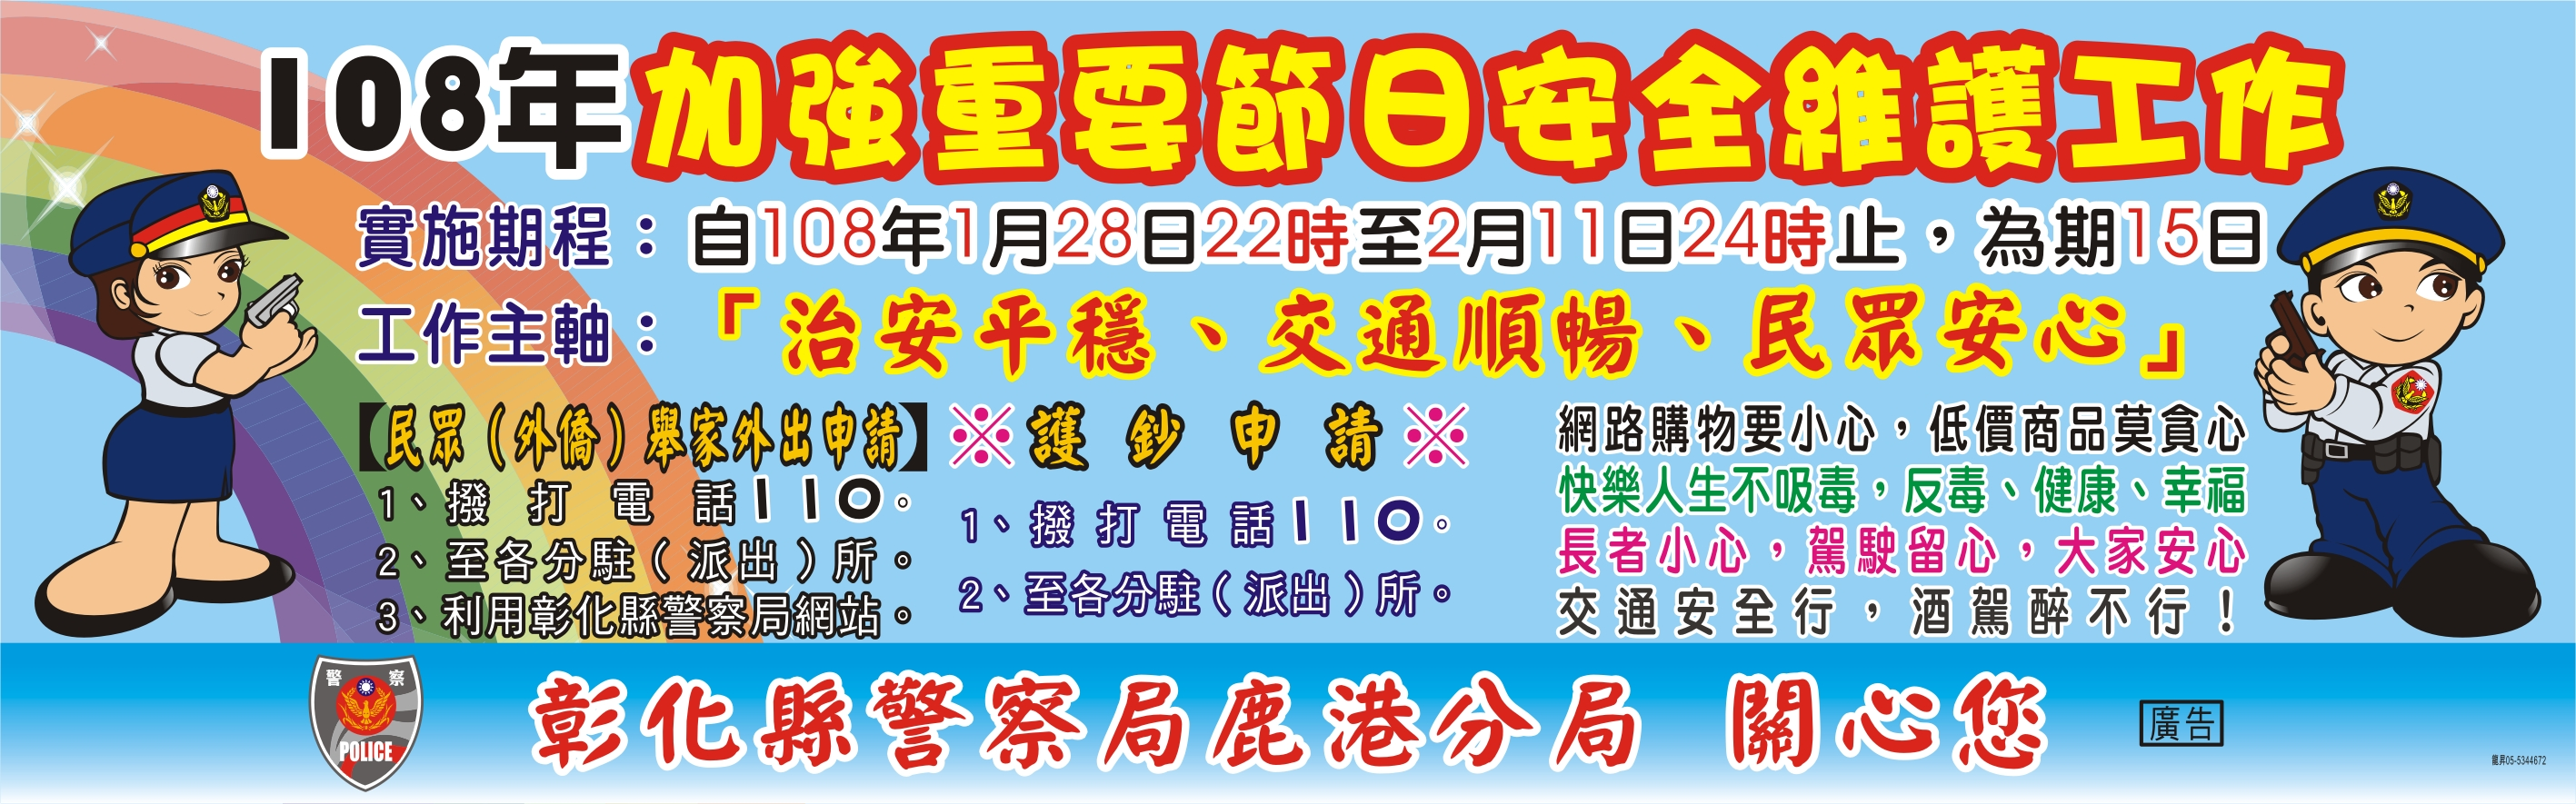 108年加強重要節日安全維護工作
實施期程：自108年1月28日22時至2月11日24時止，為期15日
工作主軸：「治安平穩、交通順暢、民眾安心」
【民眾（外僑）舉家外出申請】
1、撥打電話110。
2、至各分駐（派出）所。
3、利用彰化縣警察局網站。
※護鈔申請※
1、撥打電話110。
2、至各分駐（派出）所。
網路購物要小心，低價商品莫貪心
快樂人生不吸毒，反毒、健康、幸福
長者小心，駕駛留心，大家安心
交通安全行，酒駕醉不行！
警察
POLICE
彰化縣警察局鹿港分局 關心您
廣告
龍昇05-5344672